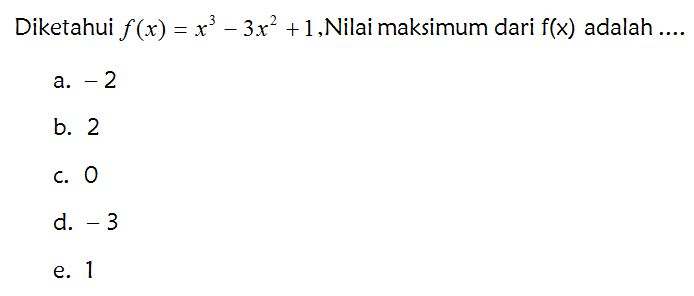 Diketahui f(x) = x³ − 3x² + 1,Nilai maksimum dari f(x) adalah ....
a. − 2
b. 2
c. 0
d. − 3
e. 1